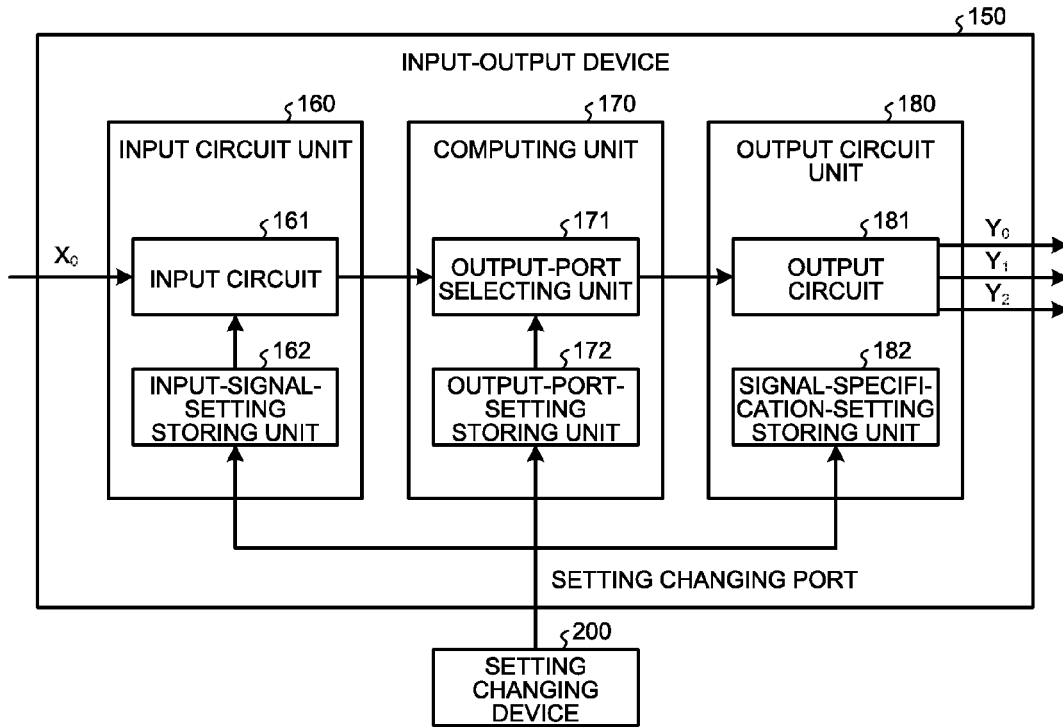 150
INPUT-OUTPUT DEVICE
160
INPUT CIRCUIT UNIT
170
COMPUTING UNIT
180
OUTPUT CIRCUIT
UNIT
X₀
161
INPUT CIRCUIT
171
OUTPUT-PORT
SELECTING UNIT
181
OUTPUT
CIRCUIT
Y₀
Y₁
Y₂
162
INPUT-SIGNAL-
SETTING
STORING UNIT
172
OUTPUT-PORT-
SETTING
STORING UNIT
182
SIGNAL-SPECIFI-
CATION-SETTING
STORING UNIT
SETTING CHANGING PORT
200
SETTING
CHANGING
DEVICE